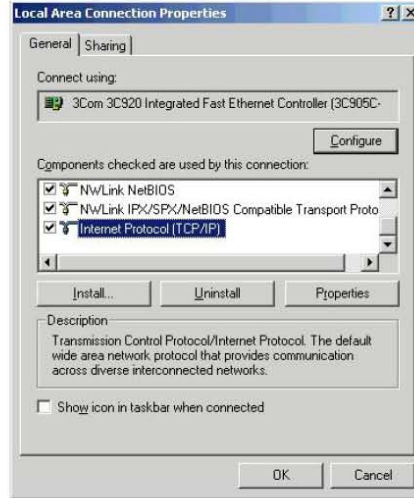 Local Area Connection Properties
General Sharing
Connect using:
3Com 3C920 Integrated Fast Ethernet Controller (3C905C-
Configure
Components checked are used by this connection:
NWLink NetBIOS
NWLink IPX/SPX/NetBIOS Compatible Transport Proto
Internet Protocol (TCP/IP)
Install... Uninstall Properties
Description
Transmission Control Protocol/Internet Protocol. The default
wide area network protocol that provides communication
across diverse interconnected networks.
Show icon in taskbar when connected
OK Cancel